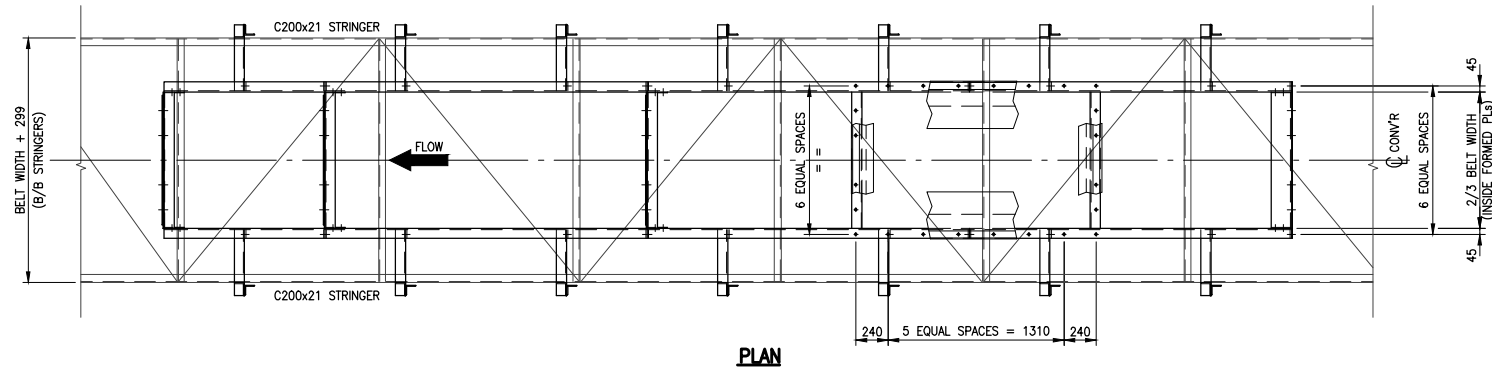 C200x21 STRINGER
BELT WIDTH + 299
(B/B STRINGERS)
FLOW
6 EQUAL SPACES
=
=
℄ CONV'R
45
6 EQUAL SPACES
2/3 BELT WIDTH
(INSIDE FORMED PLs)
45
C200x21 STRINGER
240
5 EQUAL SPACES = 1310
240
PLAN